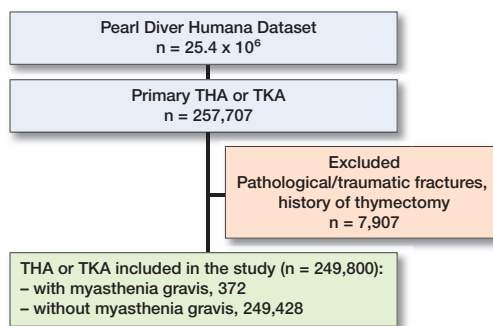 Pearl Diver Humana Dataset
n = 25.4 x 10⁶
Primary THA or TKA
n = 257,707
Excluded
Pathological/traumatic fractures,
history of thymectomy
n = 7,907
THA or TKA included in the study (n = 249,800):
– with myasthenia gravis, 372
– without myasthenia gravis, 249,428